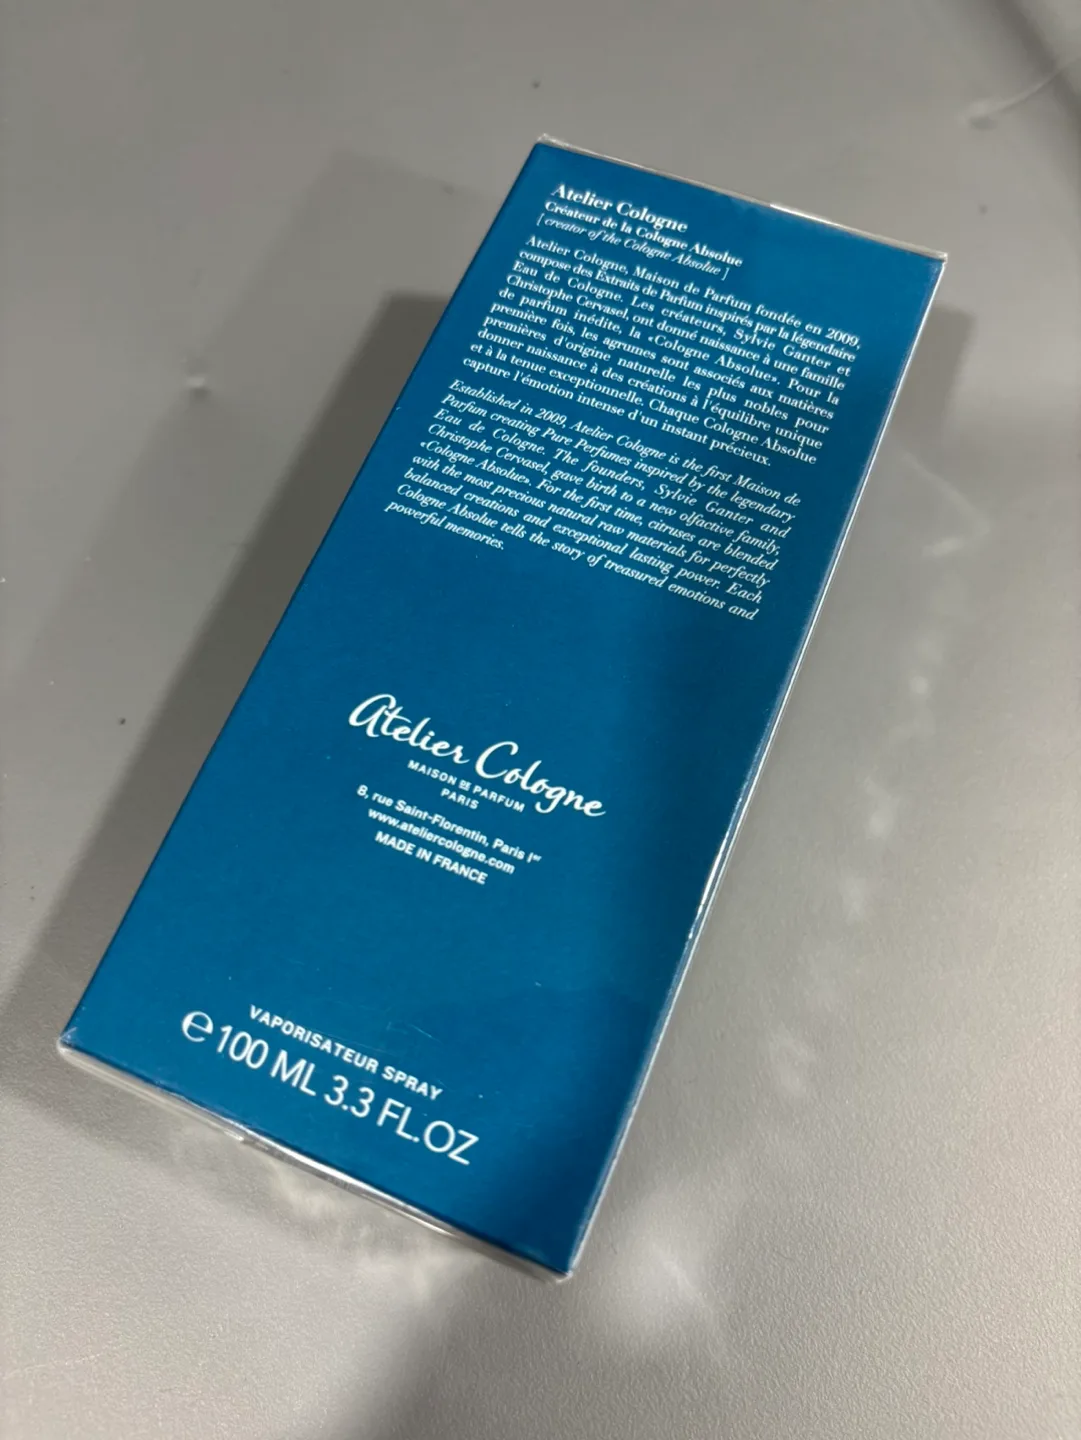 Atelier Cologne
Créateur de la Cologne Absolue
[ creator of the Cologne Absolue ]
Atelier Cologne, Maison de Parfum fondée en 2009,
compose des Extraits de Parfum inspirés par la légendaire
Eau de Cologne. Les créateurs, Sylvie Ganter et
Christophe Cervasel, ont donné naissance à une famille
de parfum inédite, la «Cologne Absolue». Pour la
première fois, les agrumes sont associés aux matières
premières d'origine naturelle les plus nobles pour
donner naissance à des créations à l'équilibre unique
et à la tenue exceptionnelle. Chaque Cologne Absolue
capture l'émotion intense d'un instant précieux.
Established in 2009, Atelier Cologne is the first Maison de
Parfum creating Pure Perfumes inspired by the legendary
Eau de Cologne. The founders, Sylvie Ganter and
Christophe Cervasel, gave birth to a new olfactive family,
«Cologne Absolue». For the first time, citruses are blended
with the most precious natural raw materials for perfectly
balanced creations and exceptional lasting power. Each
Cologne Absolue tells the story of treasured emotions and
powerful memories.
Atelier Cologne
MAISON DE PARFUM
PARIS
8, rue Saint-Florentin, Paris Iᵉʳ
www.ateliercologne.com
MADE IN FRANCE
VAPORISATEUR SPRAY
℮100 ML 3.3 FL.OZ